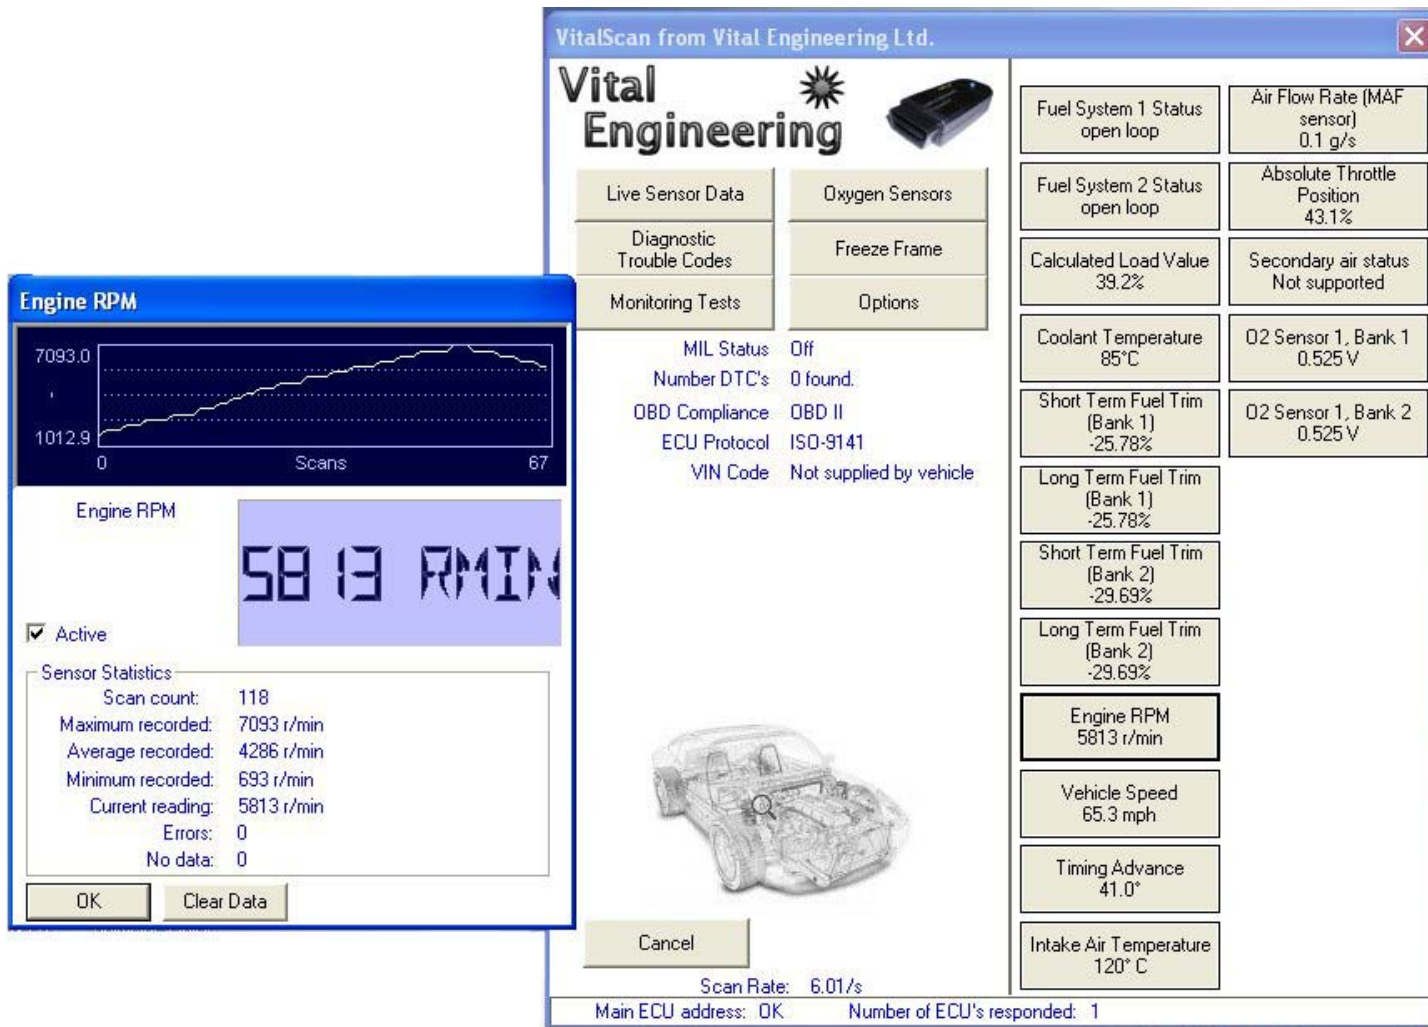 VitalScan from Vital Engineering Ltd.
Vital
Engineering
Live Sensor Data
Oxygen Sensors
Diagnostic
Trouble Codes
Freeze Frame
Monitoring Tests
Options
MIL Status Off
Number DTC's 0 found.
OBD Compliance OBD II
ECU Protocol ISO-9141
VIN Code Not supplied by vehicle
Cancel
Scan Rate: 6.01/s
Main ECU address: OK Number of ECU's responded: 1
Fuel System 1 Status
open loop
Fuel System 2 Status
open loop
Calculated Load Value
39.2%
Coolant Temperature
85°C
Short Term Fuel Trim
(Bank 1)
-25.78%
Long Term Fuel Trim
(Bank 1)
-25.78%
Short Term Fuel Trim
(Bank 2)
-29.69%
Long Term Fuel Trim
(Bank 2)
-29.69%
Engine RPM
5813 r/min
Vehicle Speed
65.3 mph
Timing Advance
41.0°
Intake Air Temperature
120° C
Air Flow Rate (MAF
sensor)
0.1 g/s
Absolute Throttle
Position
43.1%
Secondary air status
Not supported
O2 Sensor 1, Bank 1
0.525 V
O2 Sensor 1, Bank 2
0.525 V
Engine RPM
7093.0
1012.9
0 Scans 67
Engine RPM
5813 RMIN
Active
Sensor Statistics
Scan count: 118
Maximum recorded: 7093 r/min
Average recorded: 4286 r/min
Minimum recorded: 693 r/min
Current reading: 5813 r/min
Errors: 0
No data: 0
OK
Clear Data